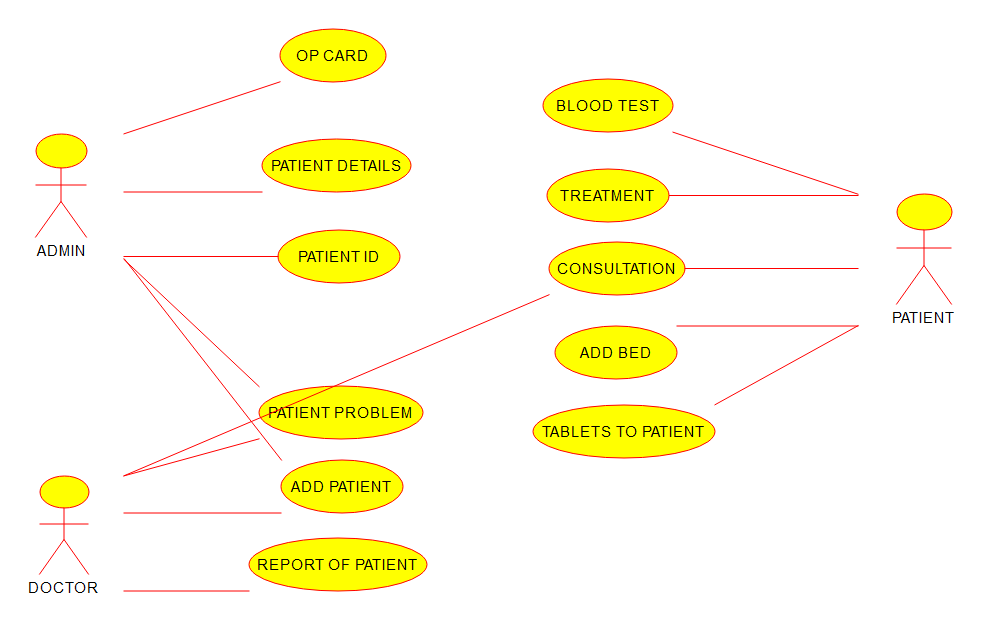 OP CARD
PATIENT DETAILS
ADMIN
PATIENT ID
PATIENT PROBLEM
ADD PATIENT
REPORT OF PATIENT
DOCTOR
BLOOD TEST
TREATMENT
CONSULTATION
ADD BED
TABLETS TO PATIENT
PATIENT